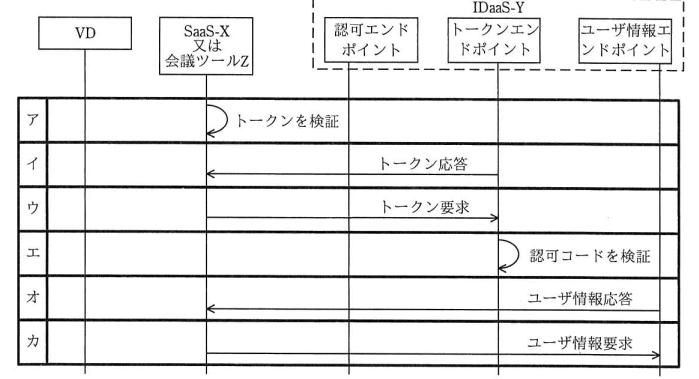 IDaaS-Y
VD
SaaS-X
又は
会議ツールZ
認可エンド
ポイント
トークンエン
ドポイント
ユーザ情報エ
ンドポイント
ア
トークンを検証
イ
トークン応答
ウ
トークン要求
エ
認可コードを検証
オ
ユーザ情報応答
カ
ユーザ情報要求